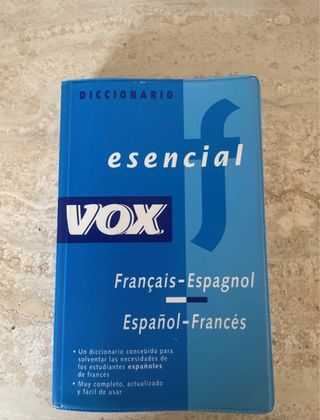 DICCIONARIO
esencial
f
VOX
Français-Espagnol
Español-Francés
• Un diccionario concebido para
solventar las necesidades de
los estudiantes españoles
de francés
• Muy completo, actualizado
y fácil de usar